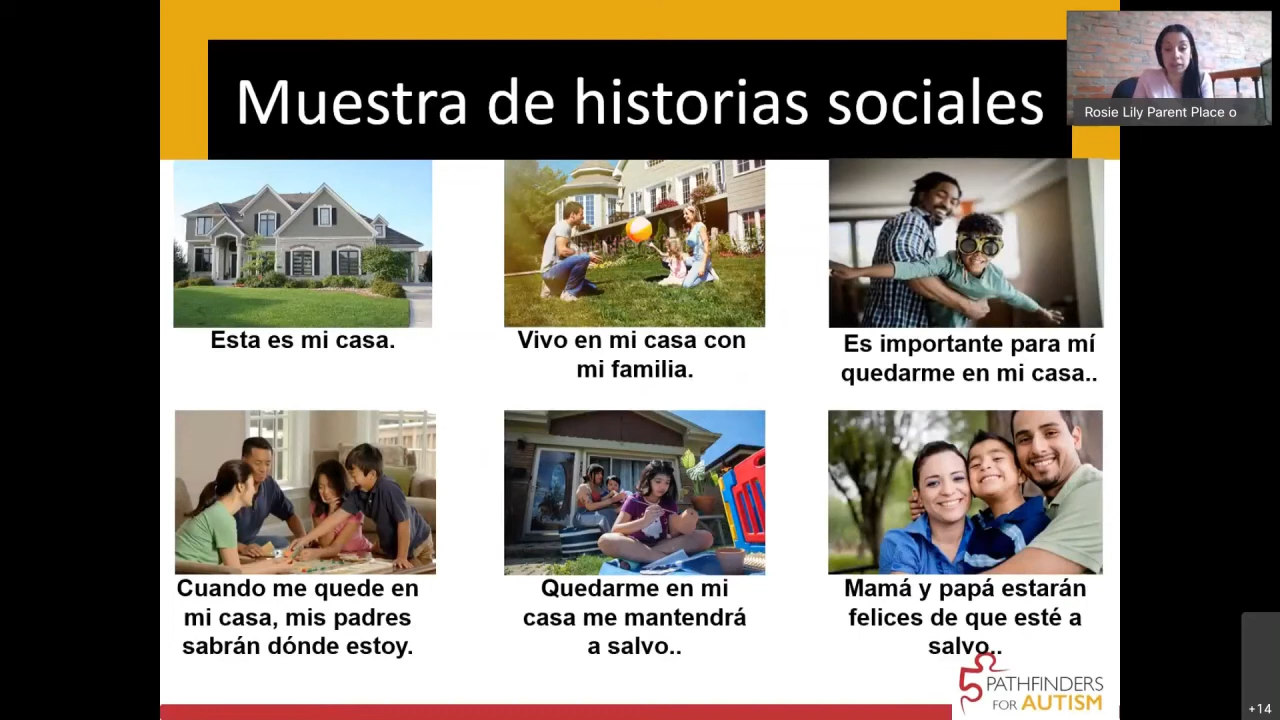 Muestra de historias sociales
Rosie Lily Parent Place o
Esta es mi casa.
Vivo en mi casa con
mi familia.
Es importante para mí
quedarme en mi casa..
Cuando me quede en
mi casa, mis padres
sabrán dónde estoy.
Quedarme en mi
casa me mantendrá
a salvo..
Mamá y papá estarán
felices de que esté a
salvo..
PATHFINDERS
FOR AUTISM
+14